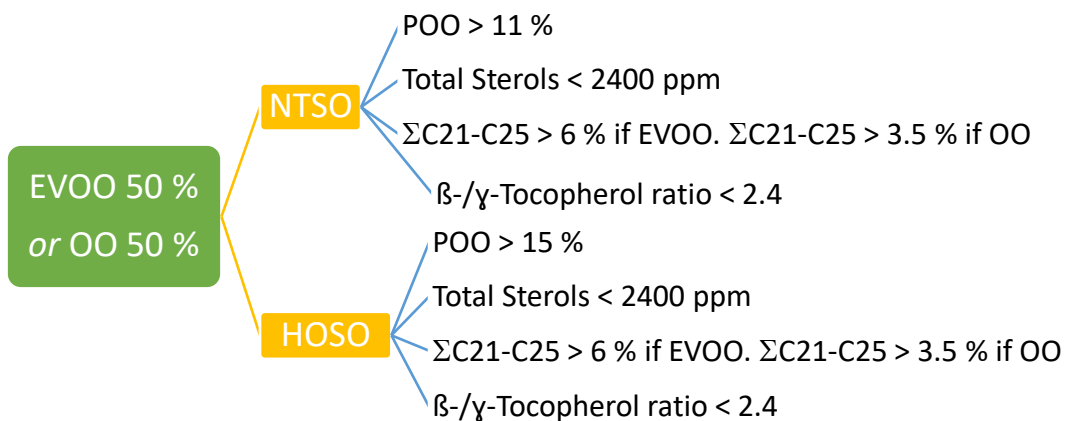 EVOO 50 %
or OO 50 %
NTSO
POO > 11 %
Total Sterols < 2400 ppm
ΣC21-C25 > 6 % if EVOO. ΣC21-C25 > 3.5 % if OO
ß-/ɣ-Tocopherol ratio < 2.4
HOSO
POO > 15 %
Total Sterols < 2400 ppm
ΣC21-C25 > 6 % if EVOO. ΣC21-C25 > 3.5 % if OO
ß-/ɣ-Tocopherol ratio < 2.4